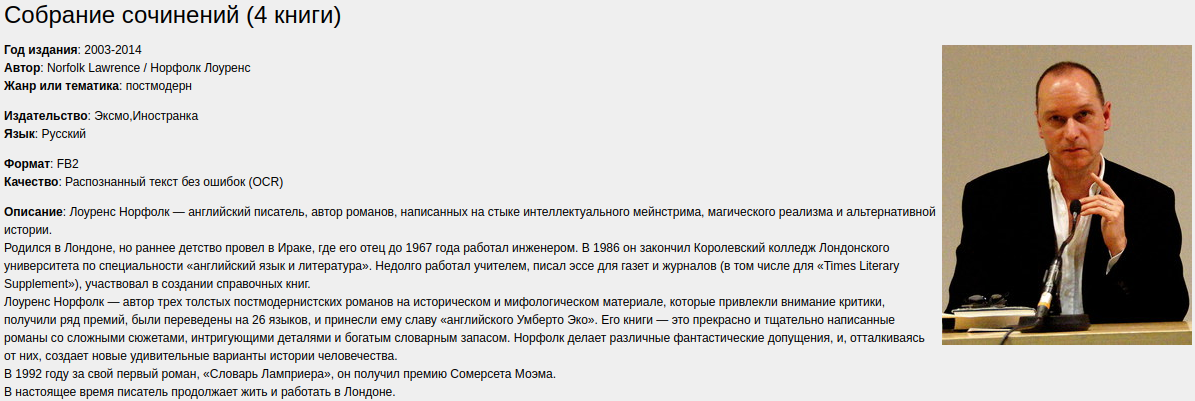 Собрание сочинений (4 книги)
Год издания: 2003-2014
Автор: Norfolk Lawrence / Норфолк Лоуренс
Жанр или тематика: постмодерн
Издательство: Эксмо,Иностранка
Язык: Русский
Формат: FB2
Качество: Распознанный текст без ошибок (OCR)
Описание: Лоуренс Норфолк — английский писатель, автор романов, написанных на стыке интеллектуального мейнстрима, магического реализма и альтернативной
истории.
Родился в Лондоне, но раннее детство провел в Ираке, где его отец до 1967 года работал инженером. В 1986 он закончил Королевский колледж Лондонского
университета по специальности «английский язык и литература». Недолго работал учителем, писал эссе для газет и журналов (в том числе для «Times Literary
Supplement»), участвовал в создании справочных книг.
Лоуренс Норфолк — автор трех толстых постмодернистских романов на историческом и мифологическом материале, которые привлекли внимание критики,
получили ряд премий, были переведены на 26 языков, и принесли ему славу «английского Умберто Эко». Его книги — это прекрасно и тщательно написанные
романы со сложными сюжетами, интригующими деталями и богатым словарным запасом. Норфолк делает различные фантастические допущения, и, отталкиваясь
от них, создает новые удивительные варианты истории человечества.
В 1992 году за свой первый роман, «Словарь Ламприера», он получил премию Сомерсета Моэма.
В настоящее время писатель продолжает жить и работать в Лондоне.